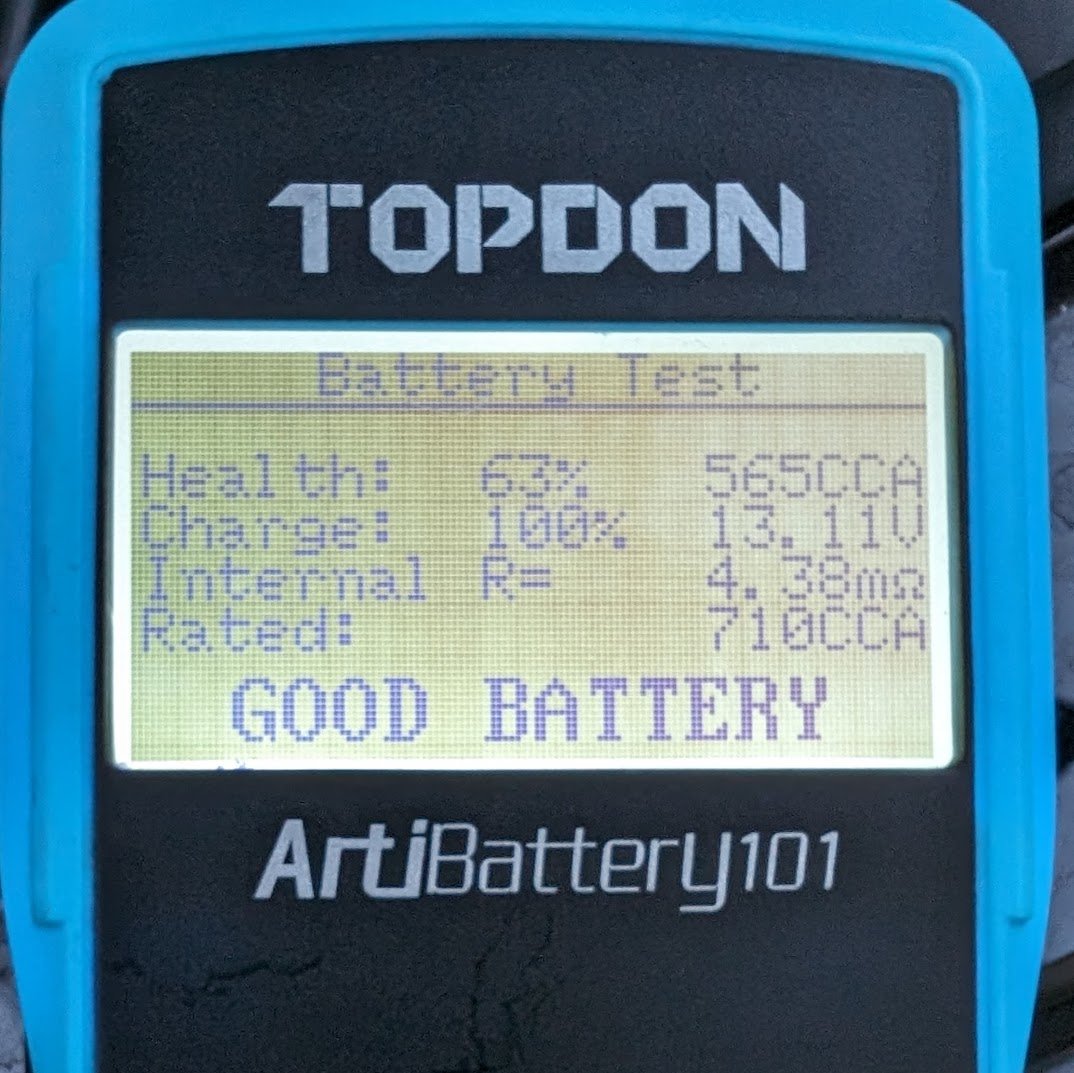 TOPDON
Battery Test
Health: 63% 565CCA
Charge: 100% 13.11V
Internal R= 4.38mΩ
Rated: 710CCA
GOOD BATTERY
ArtiBattery101